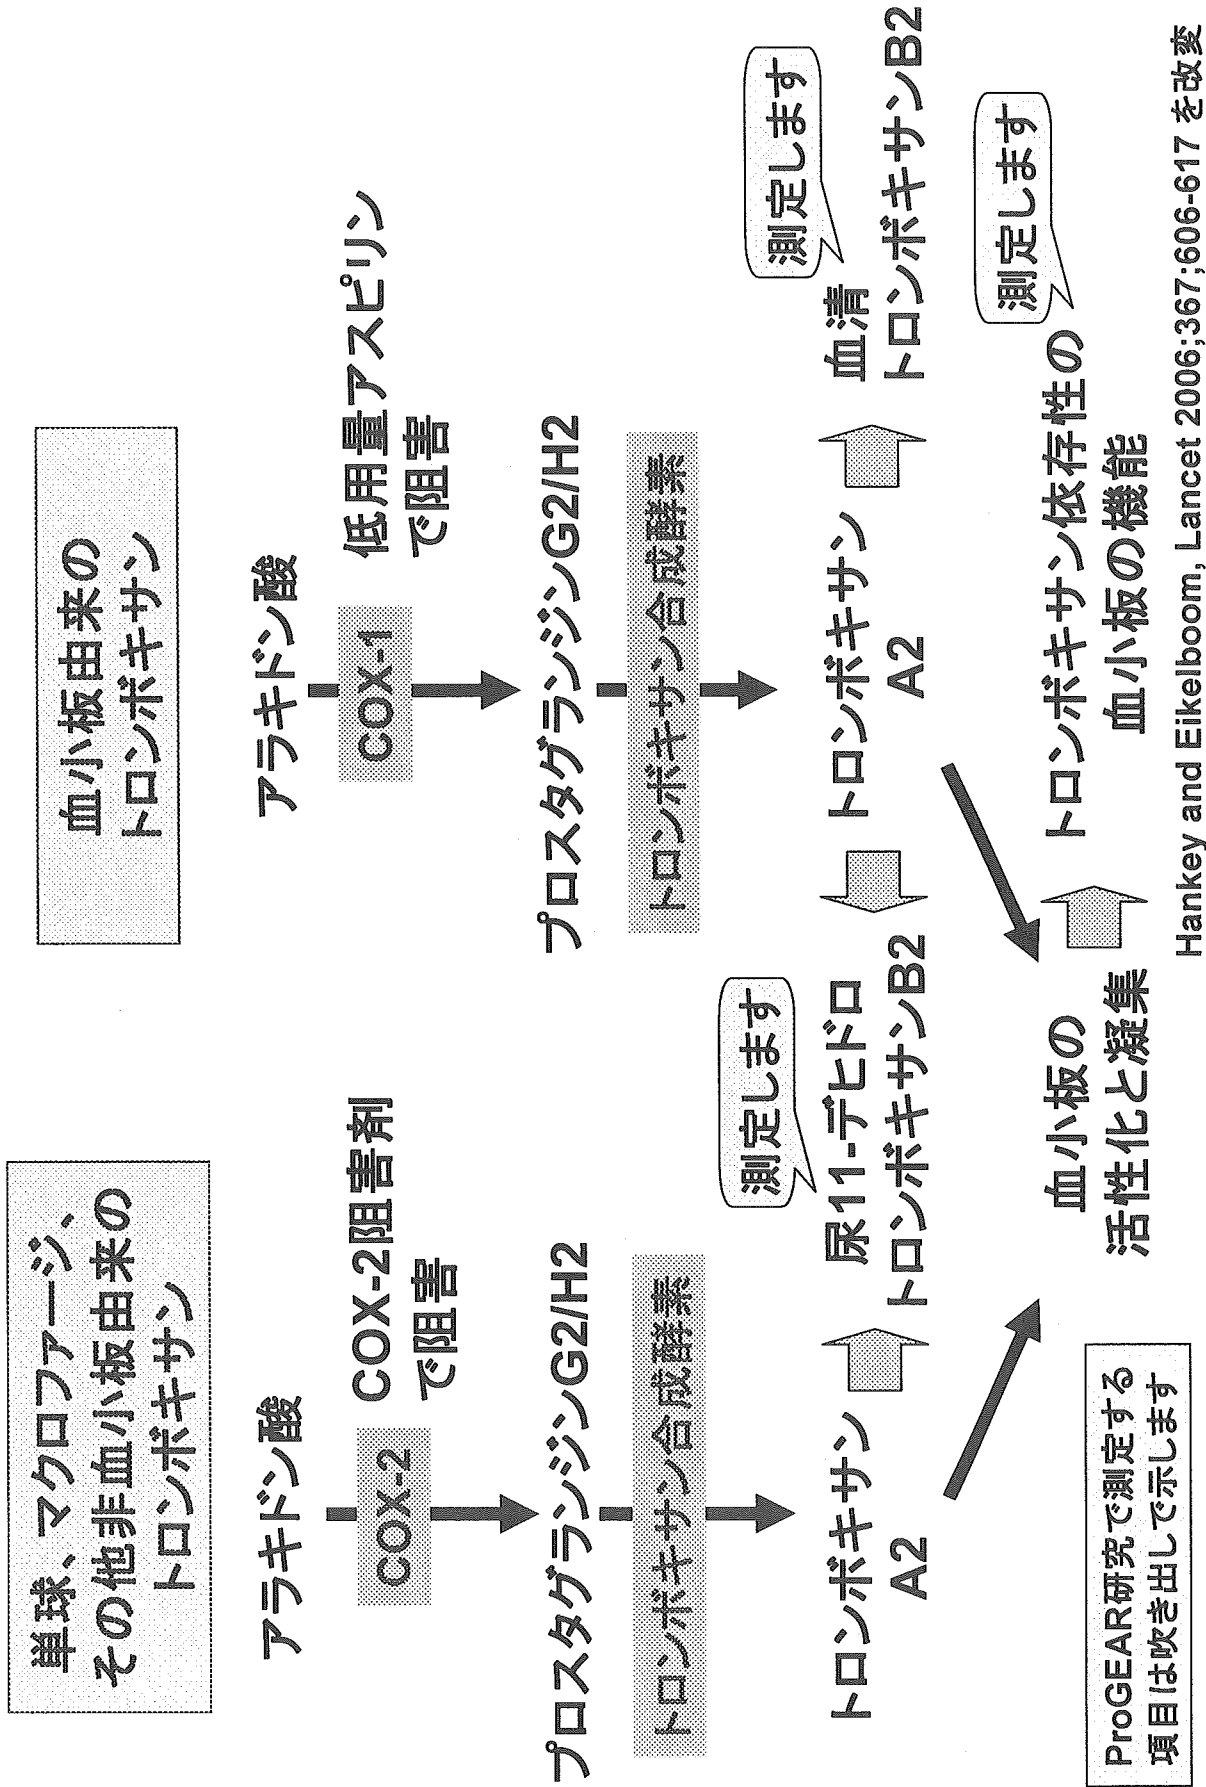 単球、マクロファージ、
その他非血小板由来の
トロンボキサン
アラキドン酸
COX-2
COX-2阻害剤
で阻害
プロスタグランジンG2/H2
トロンボキサン合成酵素
トロンボキサン
A2
測定します
尿11-デヒドロ
トロンボキサンB2
血小板由来の
トロンボキサン
アラキドン酸
COX-1
低用量アスピリン
で阻害
プロスタグランジンG2/H2
トロンボキサン合成酵素
トロンボキサン
A2
測定します
血清
トロンボキサンB2
血小板の
活性化と凝集
測定します
トロンボキサン依存性の
血小板の機能
ProGEAR研究で測定する
項目は吹き出しで示します
Hankey and Eikelboom, Lancet 2006;367;606-617 を改変